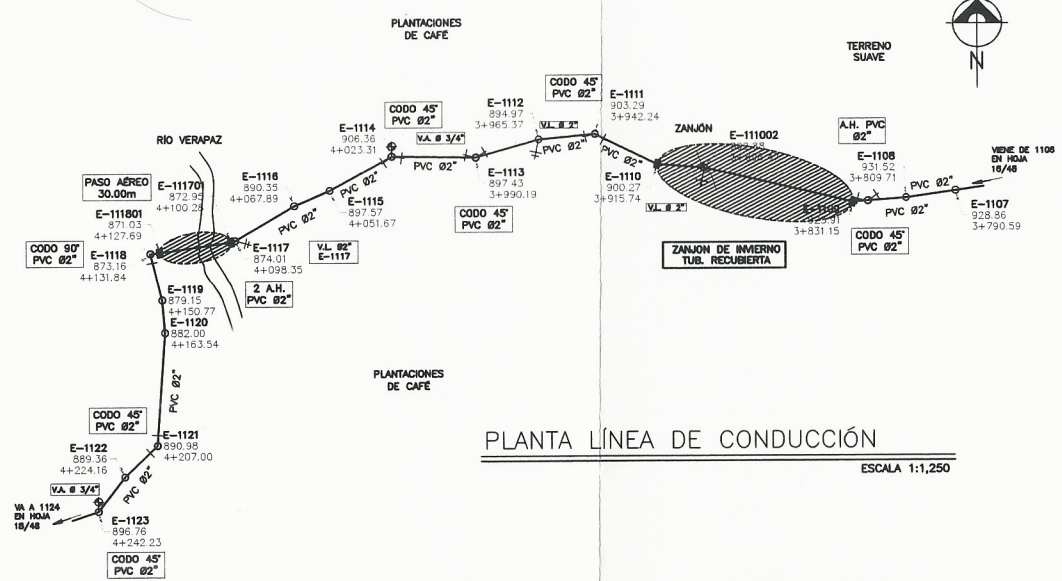 PLANTACIONES
DE CAFÉ
TERRENO
SUAVE
N
CODO 45°
PVC Ø2"
E-1111
903.29
3+942.24
E-1112
894.97
3+965.37
V.L. Ø 2"
PVC Ø2"
ZANJÓN
E-111002
A.H. PVC
Ø2"
E-1108
931.52
3+809.71
VIENE DE 1106
EN HOJA
16/48
PVC Ø2"
E-1107
928.86
3+790.59
CODO 45°
PVC Ø2"
3+831.15
E-1110
900.27
3+915.74
V.L. Ø 2"
PVC Ø2"
ZANJON DE INVIERNO
TUB. RECUBIERTA
CODO 45°
PVC Ø2"
V.A. Ø 3/4"
E-1114
906.36
4+023.31
PVC Ø2"
PVC Ø2"
E-1113
897.43
3+990.19
CODO 45°
PVC Ø2"
RÍO VERAPAZ
PASO AÉREO
30.00m
E-111701
872.95
4+100.28
E-1116
890.35
4+067.89
PVC Ø2"
E-1115
897.57
4+051.67
PVC Ø2"
E-111801
871.03
4+127.69
CODO 90°
PVC Ø2"
E-1118
873.16
4+131.84
E-1117
874.01
4+098.35
V.L. Ø2"
E-1117
2 A.H.
PVC Ø2"
E-1119
879.15
4+150.77
E-1120
882.00
4+163.54
PVC Ø2"
PLANTACIONES
DE CAFÉ
CODO 45°
PVC Ø2"
E-1121
890.98
4+207.00
E-1122
889.36
4+224.16
PVC Ø2"
V.A. Ø 3/4"
VA A 1124
EN HOJA
18/48
E-1123
896.76
4+242.23
CODO 45°
PVC Ø2"
PLANTA LÍNEA DE CONDUCCIÓN
ESCALA 1:1,250